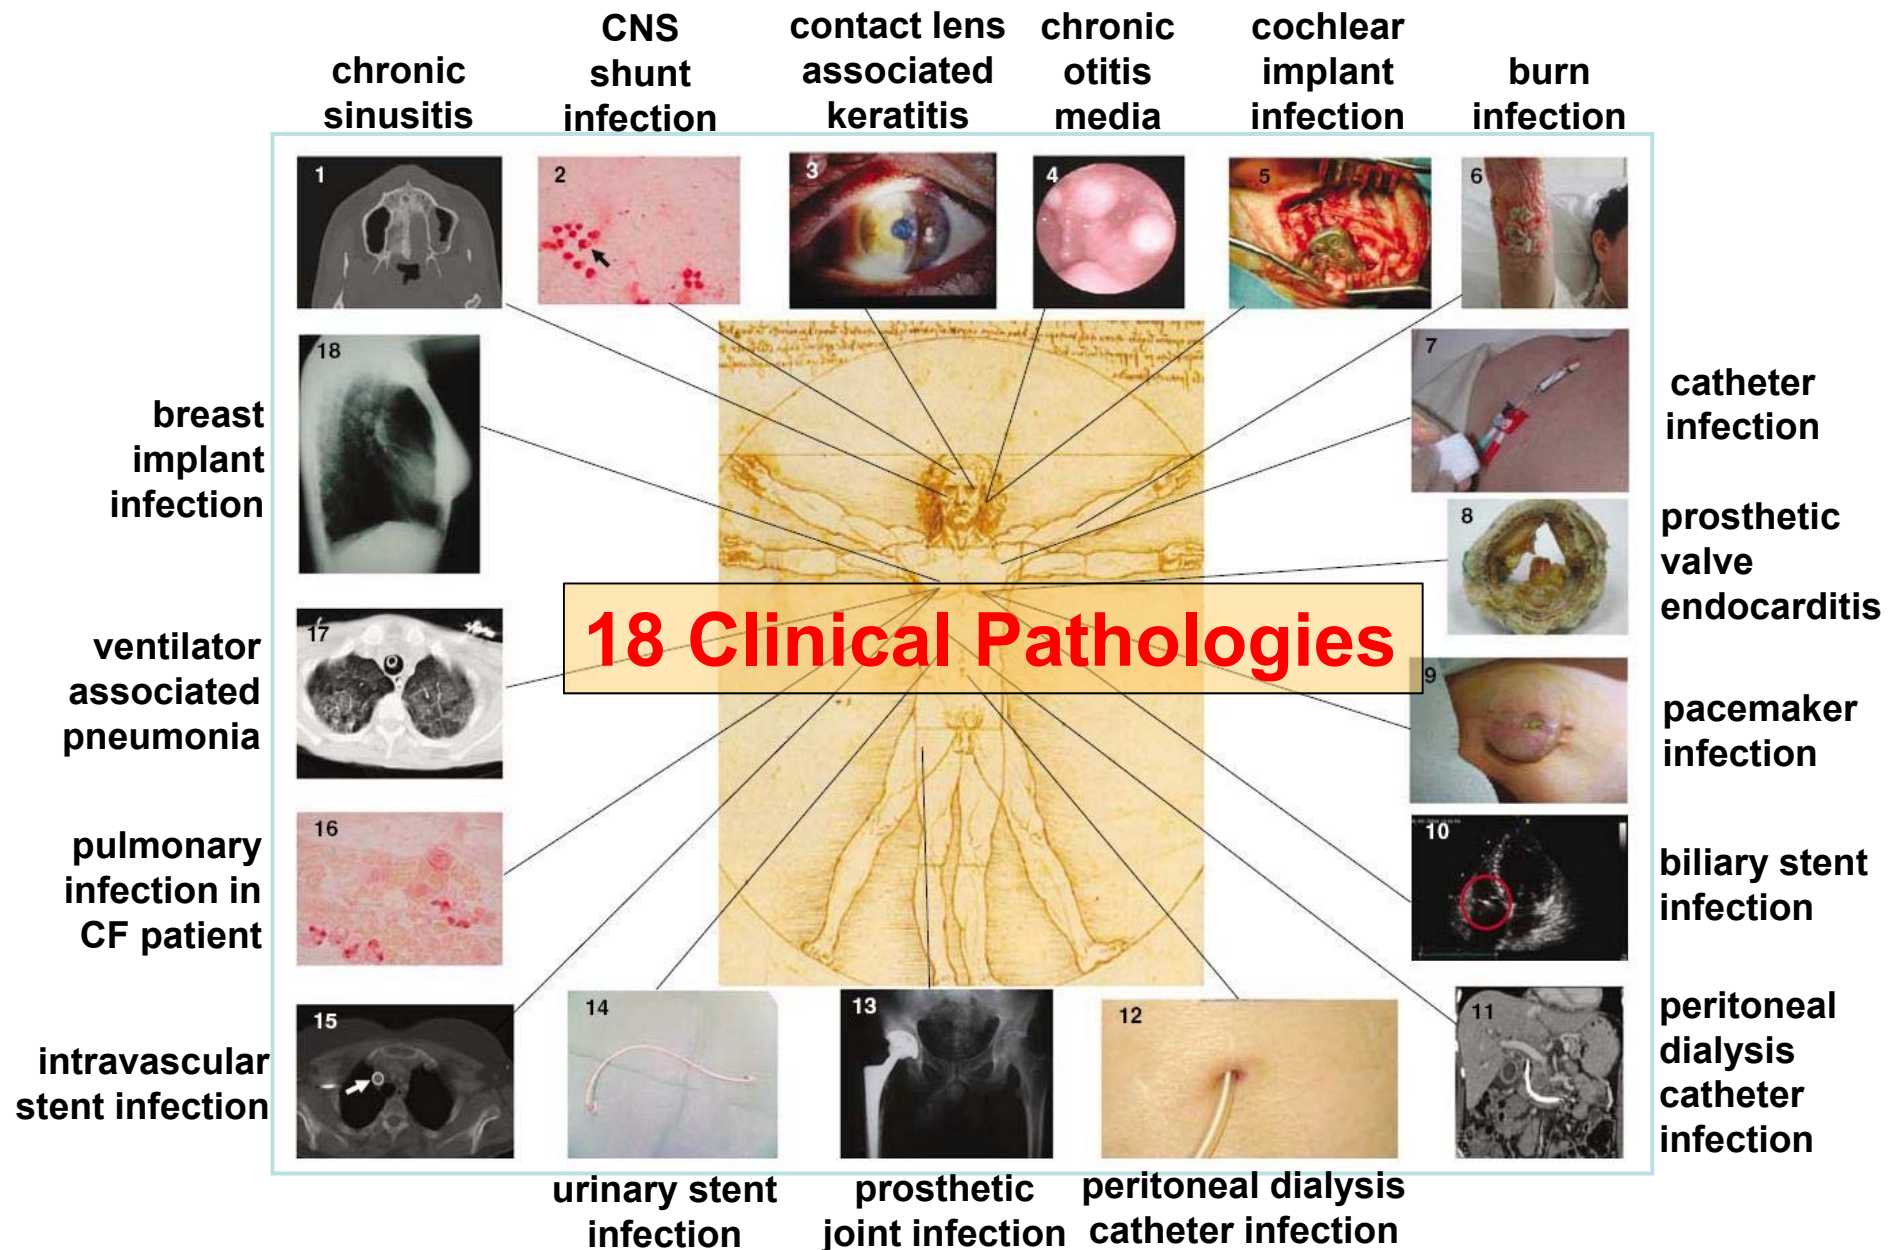 CNS
shunt
infection
contact lens
associated
keratitis
chronic
otitis
media
cochlear
implant
infection
chronic
sinusitis
burn
infection
1
2
3
4
5
6
18
7
breast
implant
infection
catheter
infection
8
prosthetic
valve
endocarditis
18 Clinical Pathologies
17
ventilator
associated
pneumonia
9
pacemaker
infection
16
pulmonary
infection in
CF patient
10
biliary stent
infection
15
14
13
12
11
intravascular
stent infection
peritoneal
dialysis
catheter
infection
urinary stent
infection
prosthetic
joint infection
peritoneal dialysis
catheter infection